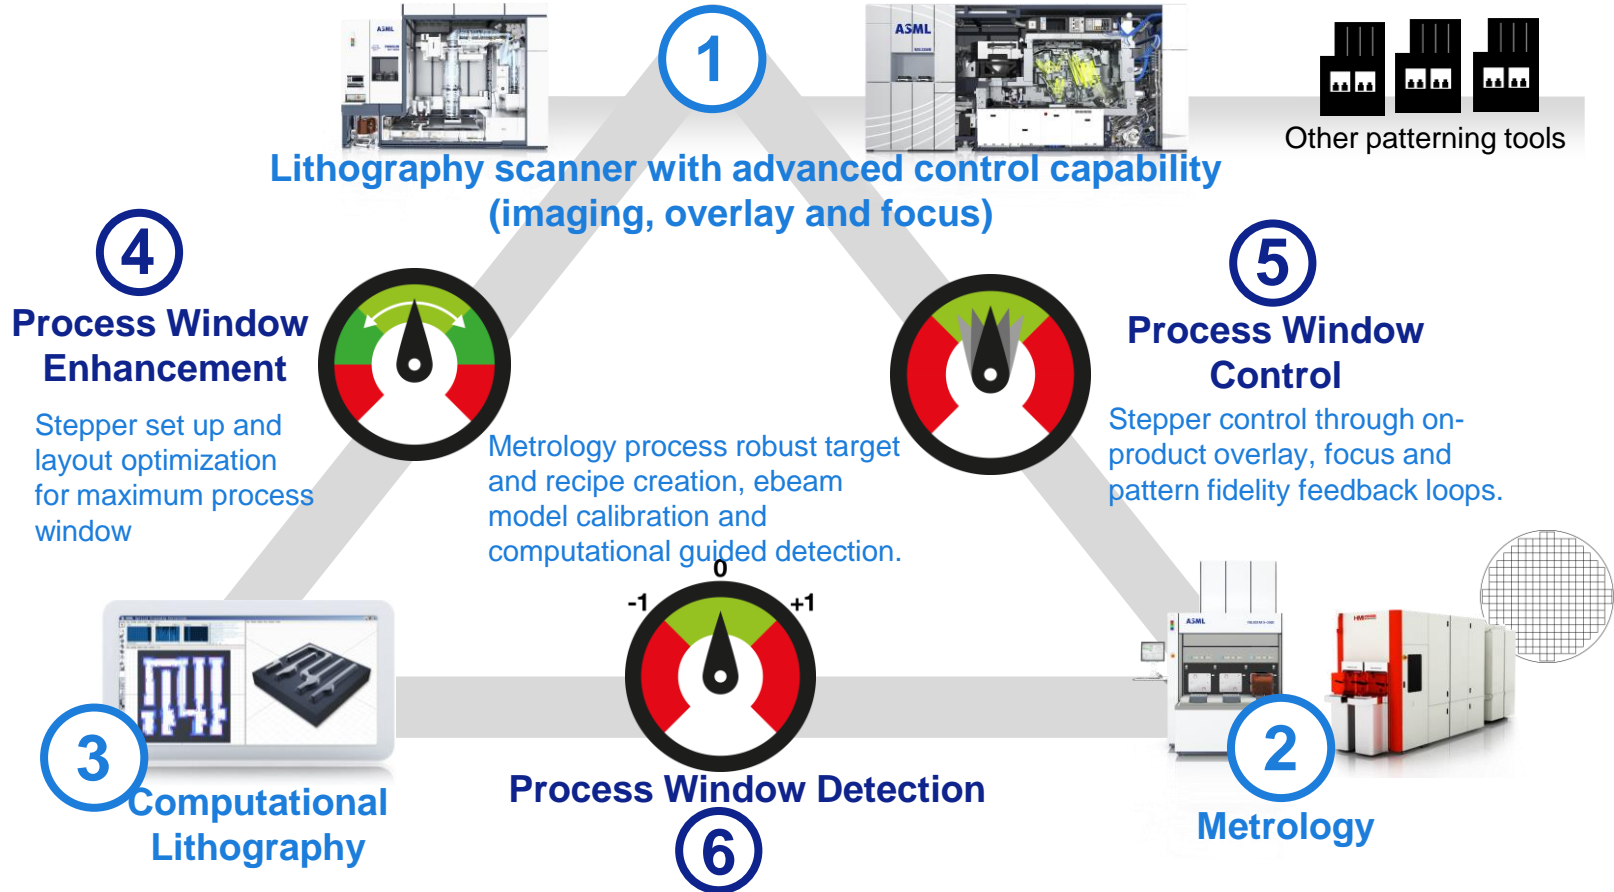 ASML
ASML
1
Other patterning tools
Lithography scanner with advanced control capability
(imaging, overlay and focus)
4
Process Window
Enhancement
Stepper set up and
layout optimization
for maximum process
window
5
Process Window
Control
Stepper control through on-
product overlay, focus and
pattern fidelity feedback loops.
Metrology process robust target
and recipe creation, ebeam
model calibration and
computational guided detection.
0
-1
+1
ASML
HMI
3
Computational
Lithography
Process Window Detection
6
2
Metrology